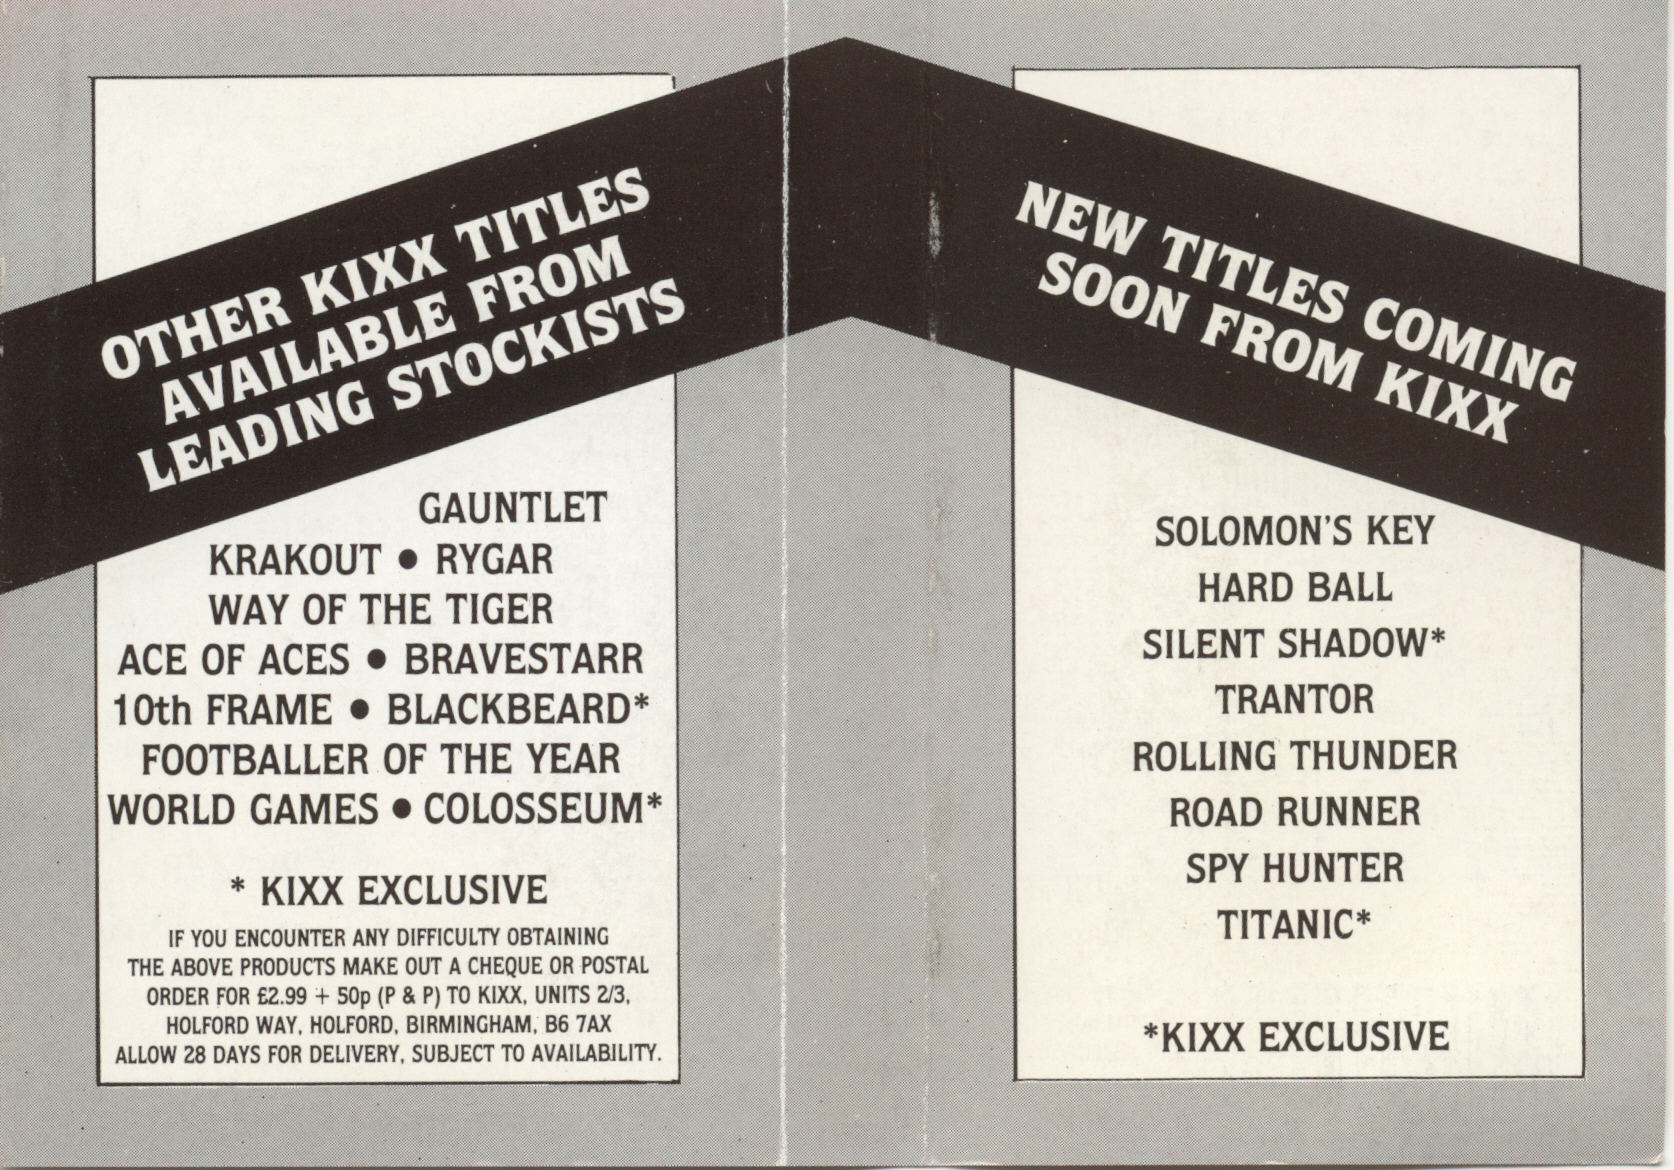 OTHER KIXX TITLES
AVAILABLE FROM
LEADING STOCKISTS
GAUNTLET
KRAKOUT ● RYGAR
WAY OF THE TIGER
ACE OF ACES ● BRAVESTARR
10th FRAME ● BLACKBEARD*
FOOTBALLER OF THE YEAR
WORLD GAMES ● COLOSSEUM*
* KIXX EXCLUSIVE
IF YOU ENCOUNTER ANY DIFFICULTY OBTAINING
THE ABOVE PRODUCTS MAKE OUT A CHEQUE OR POSTAL
ORDER FOR £2.99 + 50p (P & P) TO KIXX, UNITS 2/3,
HOLFORD WAY, HOLFORD, BIRMINGHAM, B6 7AX
ALLOW 28 DAYS FOR DELIVERY, SUBJECT TO AVAILABILITY.
NEW TITLES COMING
SOON FROM KIXX
SOLOMON'S KEY
HARD BALL
SILENT SHADOW*
TRANTOR
ROLLING THUNDER
ROAD RUNNER
SPY HUNTER
TITANIC*
*KIXX EXCLUSIVE